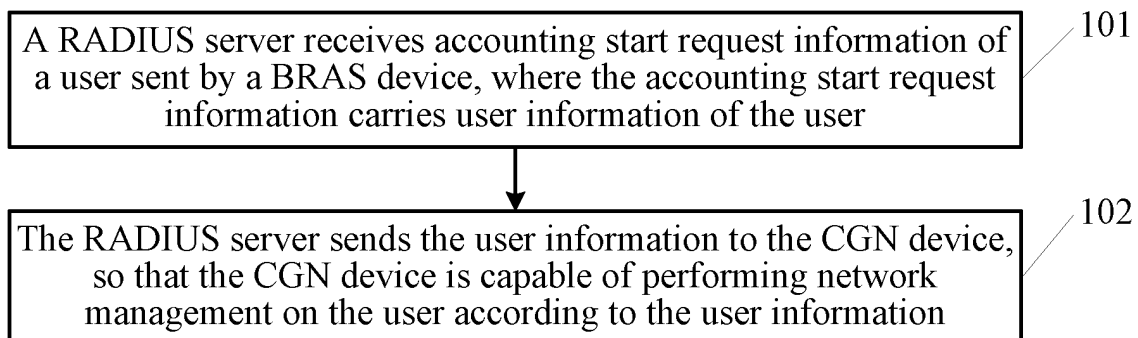 A RADIUS server receives accounting start request information of
a user sent by a BRAS device, where the accounting start request
information carries user information of the user
101
The RADIUS server sends the user information to the CGN device,
so that the CGN device is capable of performing network
management on the user according to the user information
102